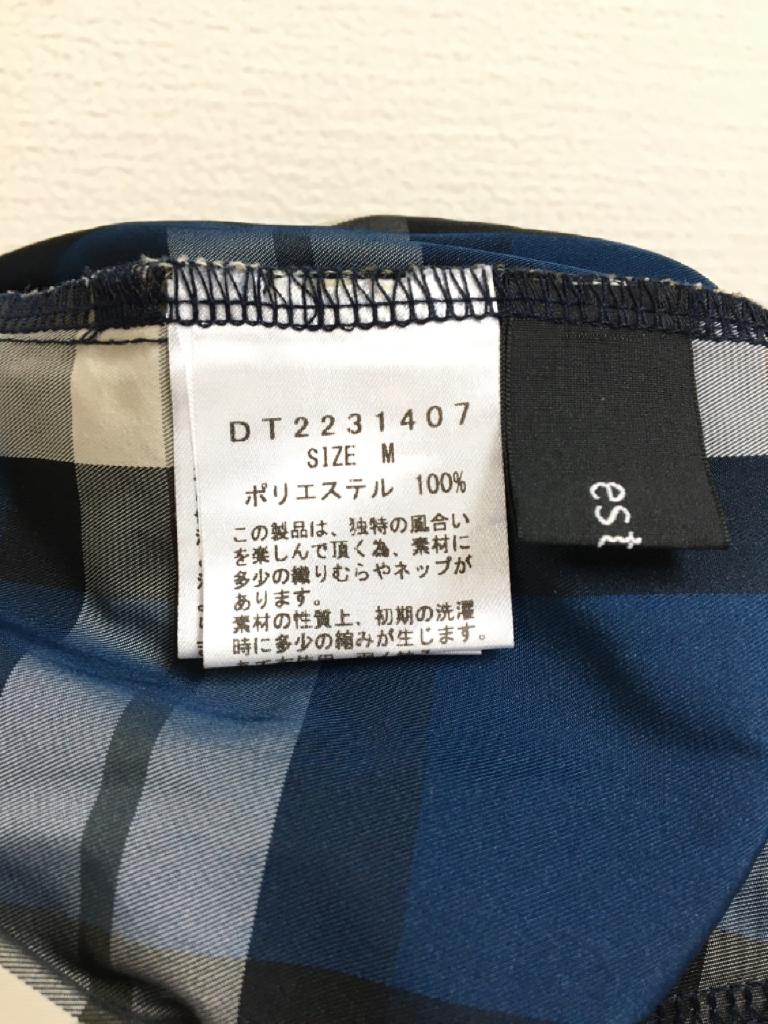 DT2231407
SIZE M
ポリエステル 100%
この製品は、独特の風合い
を楽しんで頂く為、素材に
多少の織りむらやネップが
あります。
素材の性質上、初期の洗濯
時に多少の縮みが生じます。
est